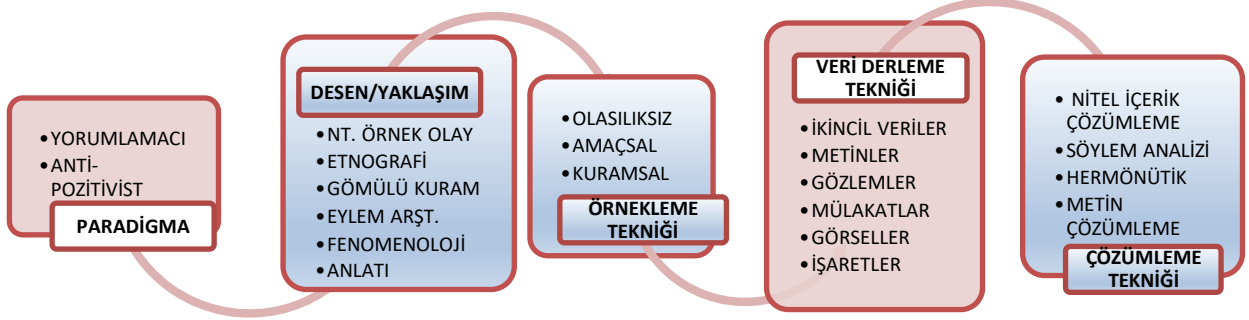 • YORUMLAMACI
• ANTİ-
POZİTİVİST
PARADİGMA
DESEN/YAKLAŞIM
• NT. ÖRNEK OLAY
• ETNOGRAFİ
• GÖMÜLÜ KURAM
• EYLEM ARŞT.
• FENOMENOLOJİ
• ANLATI
• OLASILIKSIZ
• AMAÇSAL
• KURAMSAL
ÖRNEKLEME
TEKNİĞİ
VERİ DERLEME
TEKNİĞİ
• İKİNCİL VERİLER
• METİNLER
• GÖZLEMLER
• MÜLAKATLAR
• GÖRSELLER
• İŞARETLER
• NİTEL İÇERİK
ÇÖZÜMLEME
• SÖYLEM ANALİZİ
• HERMÖNÜTİK
• METİN
ÇÖZÜMLEME
ÇÖZÜMLEME
TEKNİĞİ